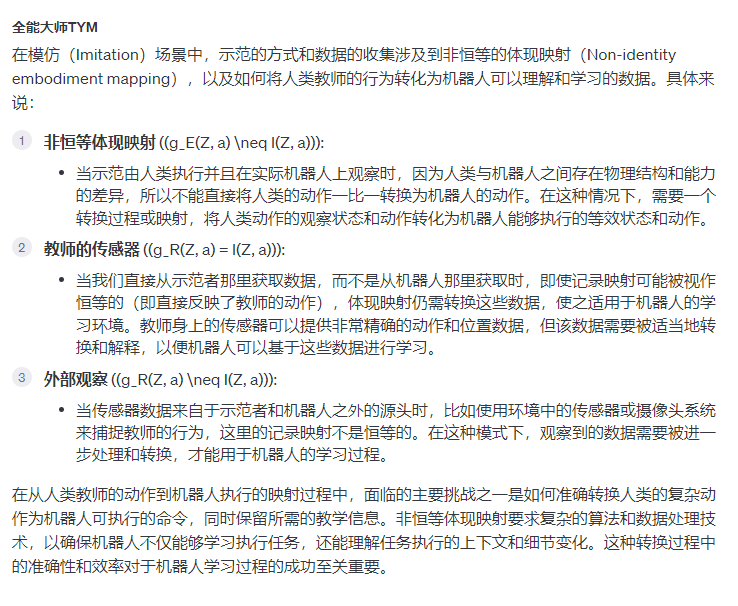 全能大师TYM
在模仿（Imitation）场景中，示范的方式和数据的收集涉及到非恒等的体现映射（Non-identity
embodiment mapping），以及如何将人类教师的行为转化为机器人可以理解和学习的数据。具体来
说：
1 非恒等体现映射 ((g_E(Z, a) \neq I(Z, a))):
• 当示范由人类执行并且在实际机器人上观察时，因为人类与机器人之间存在物理结构和能力
的差异，所以不能直接将人类的动作一比一转换为机器人的动作。在这种情况下，需要一个
转换过程或映射，将人类动作的观察状态和动作转化为机器人能够执行的等效状态和动作。
2 教师的传感器 ((g_R(Z, a) = I(Z, a))):
• 当我们直接从示范者那里获取数据，而不是从机器人那里获取时，即使记录映射可能被视作
恒等的（即直接反映了教师的动作），体现映射仍需转换这些数据，使之适用于机器人的学
习环境。教师身上的传感器可以提供非常精确的动作和位置数据，但该数据需要被适当地转
换和解释，以便机器人可以基于这些数据进行学习。
3 外部观察 ((g_R(Z, a) \neq I(Z, a))):
• 当传感器数据来自于示范者和机器人之外的源头时，比如使用环境中的传感器或摄像头系统
来捕捉教师的行为，这里的记录映射不是恒等的。在这种模式下，观察到的数据需要被进一
步处理和转换，才能用于机器人的学习过程。
在从人类教师的动作到机器人执行的映射过程中，面临的主要挑战之一是如何准确转换人类的复杂动
作为机器人可执行的命令，同时保留所需的教学信息。非恒等体现映射要求复杂的算法和数据处理技
术，以确保机器人不仅能够学习执行任务，还能理解任务执行的上下文和细节变化。这种转换过程中
的准确性和效率对于机器人学习过程的成功至关重要。